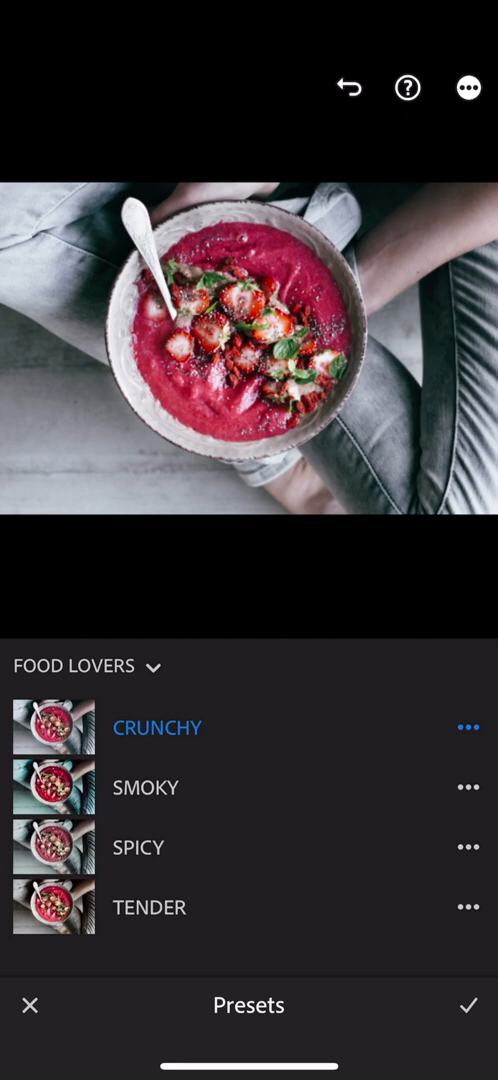 FOOD LOVERS
CRUNCHY
SMOKY
SPICY
TENDER
Presets